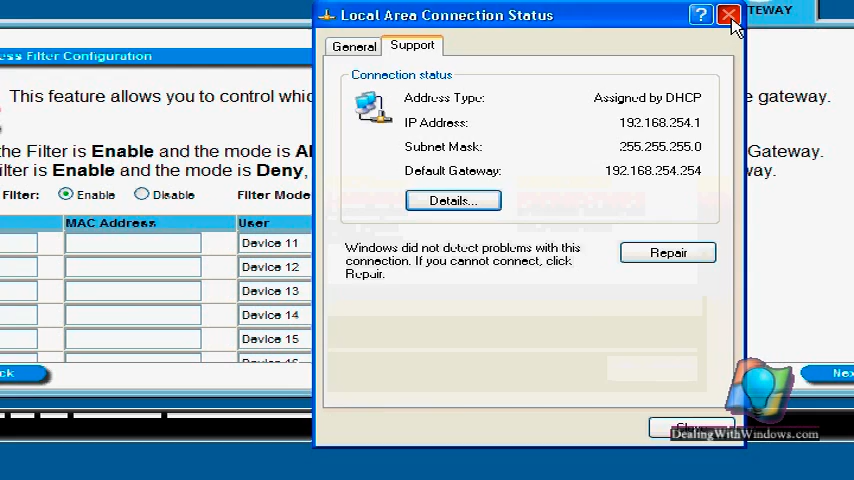 Local Area Connection Status
?
TEWAY
General
Support
ess Filter Configuration
Connection status
This feature allows you to control whic
e gateway.
Address Type:
Assigned by DHCP
IP Address:
192.168.254.1
Subnet Mask:
255.255.255.0
Default Gateway:
192.168.254.254
the Filter is Enable and the mode is Al
Gateway.
ilter is Enable and the mode is Deny,
way.
Filter:
Enable
Disable
Filter Mode
Details...
MAC Address
User
Device 11
Device 12
Device 13
Device 14
Device 15
Windows did not detect problems with this
connection. If you cannot connect, click
Repair.
Repair
ck
Nex
DealingWithWindows.com